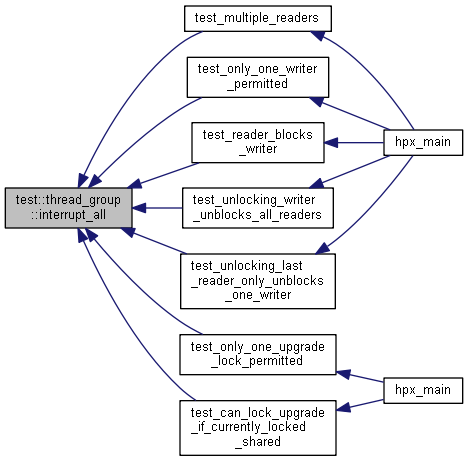 test_multiple_readers
test_only_one_writer
_permitted
test_reader_blocks
_writer
hpx_main
test::thread_group
::interrupt_all
test_unlocking_writer
_unblocks_all_readers
test_unlocking_last
_reader_only_unblocks
_one_writer
test_only_one_upgrade
_lock_permitted
hpx_main
test_can_lock_upgrade
_if_currently_locked
_shared